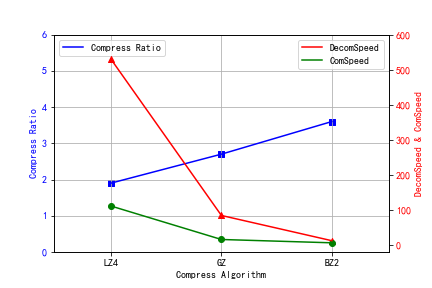 6
5
4
3
2
1
0
Compress Ratio
Compress Ratio
DecomSpeed
ComSpeed
600
500
400
300
200
100
0
DecomSpeed & ComSpeed
LZ4
GZ
BZ2
Compress Algorithm